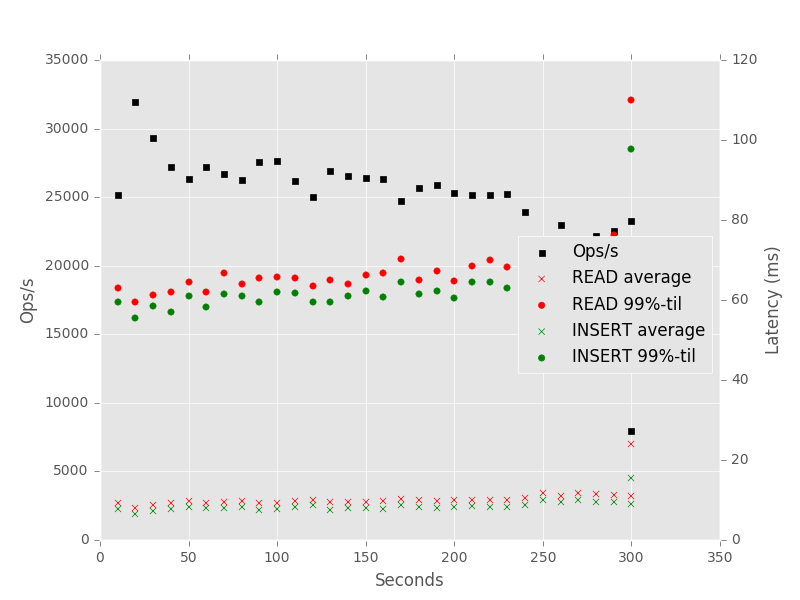 35000
30000
25000
20000
15000
10000
5000
0
Ops/s
120
100
80
60
40
20
0
Latency (ms)
Ops/s
READ average
READ 99%-til
INSERT average
INSERT 99%-til
0 50 100 150 200 250 300 350
Seconds